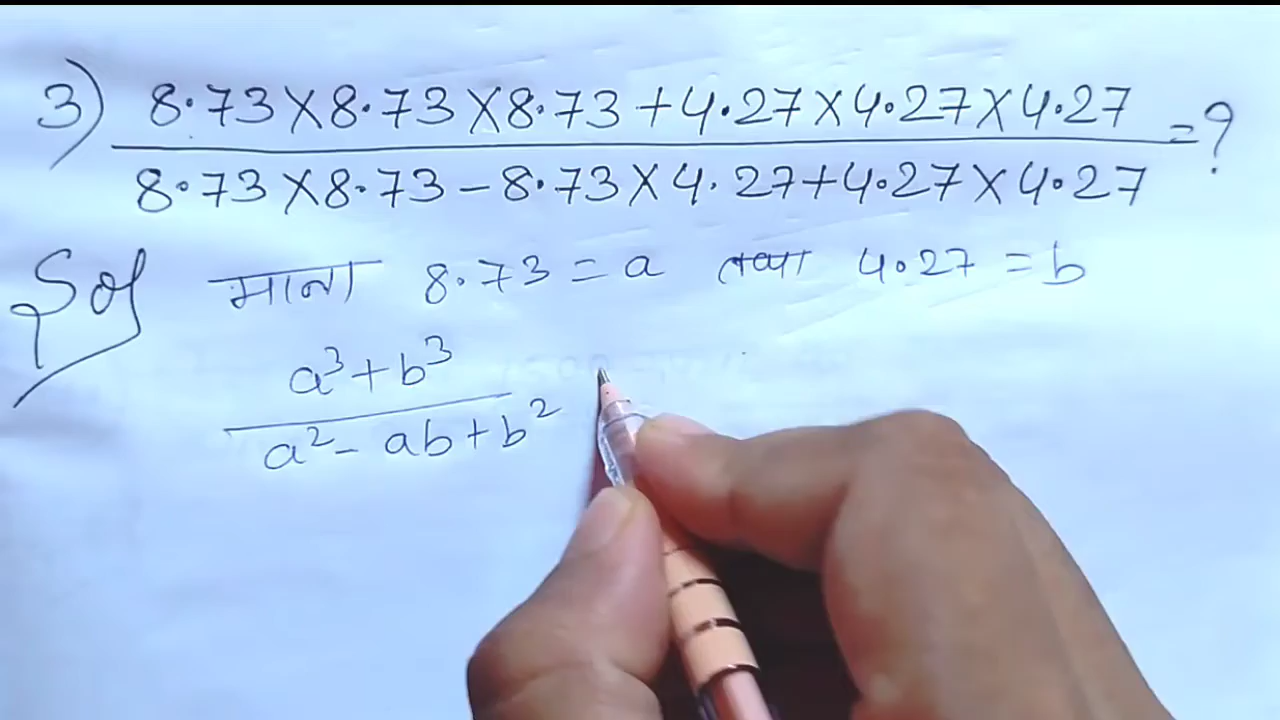 3) 8.73×8.73×8.73+4.27×4.27×4.27 = ?
8.73×8.73-8.73×4.27+4.27×4.27
Sol माना 8.73 = a तथा 4.27 = b
a³+b³
a²-ab+b²